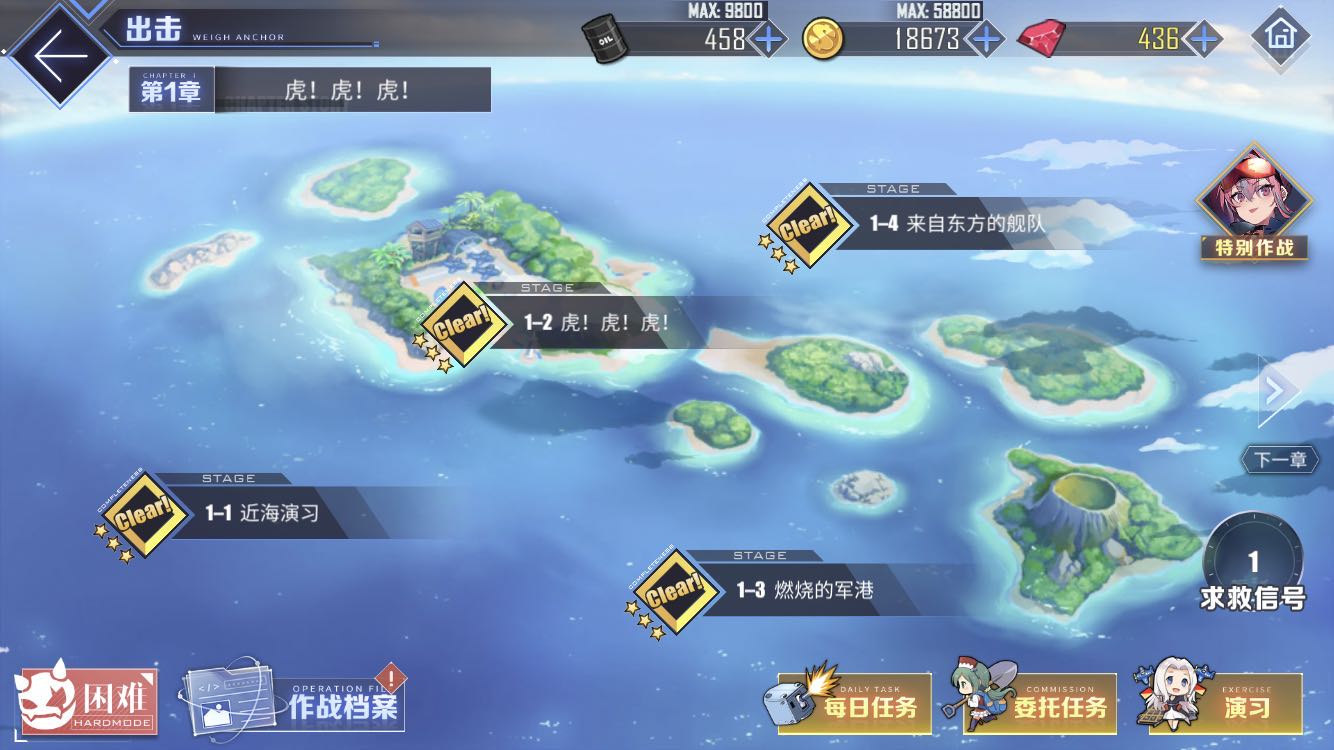 出击 WEIGH ANCHOR
MAX: 9800
458
MAX: 58800
18673
436
CHAPTER 1
第1章
虎！虎！虎！
STAGE
Clear!
1-4 来自东方的舰队
特别作战
STAGE
Clear!
1-2 虎！虎！虎！
下一章
COMPLETENESS
STAGE
Clear!
1-1 近海演习
COMPLETENESS
STAGE
Clear!
1-3 燃烧的军港
1
求救信号
困难
HARDMODE
OPERATION FIL
作战档案
!
OIL
DAILY TASK
每日任务
COMMISSION
委托任务
EXERCISE
演习